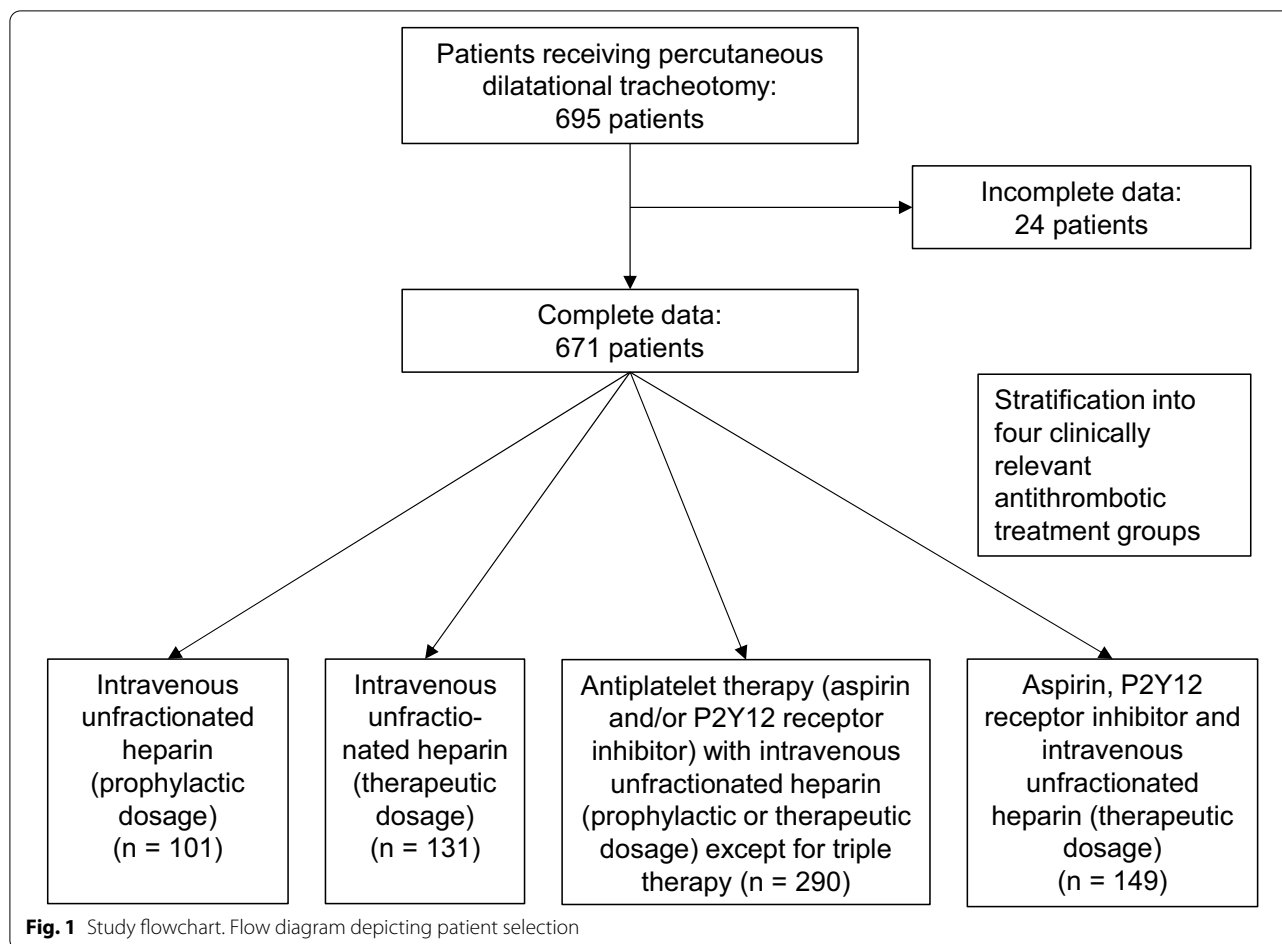 Patients receiving percutaneous
dilatational tracheotomy:
695 patients
Incomplete data:
24 patients
Complete data:
671 patients
Stratification into
four clinically
relevant
antithrombotic
treatment groups
Intravenous
unfractionated
heparin
(prophylactic
dosage)
(n = 101)
Intravenous
unfractio-
nated heparin
(therapeutic
dosage)
(n = 131)
Antiplatelet therapy (aspirin
and/or P2Y12 receptor
inhibitor) with intravenous
unfractionated heparin
(prophylactic or therapeutic
dosage) except for triple
therapy (n = 290)
Aspirin, P2Y12
receptor inhibitor and
intravenous
unfractionated
heparin (therapeutic
dosage)
(n = 149)
Fig. 1 Study flowchart. Flow diagram depicting patient selection